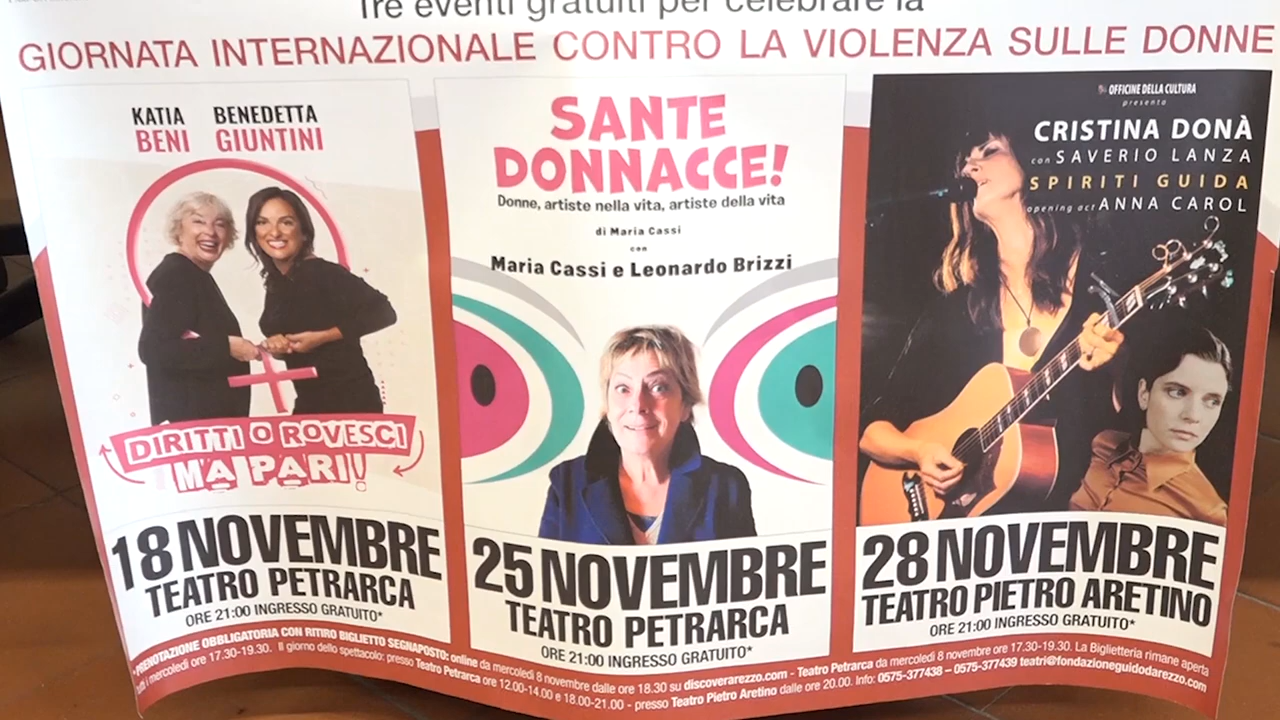 Tre eventi gratuiti per celebrare la
GIORNATA INTERNAZIONALE CONTRO LA VIOLENZA SULLE DONNE
KATIA BENEDETTA
BENI GIUNTINI
DIRITTI O ROVESCI
MA PARI!
18 NOVEMBRE
TEATRO PETRARCA
ORE 21:00 INGRESSO GRATUITO*
SANTE
DONNACCE!
Donne, artiste nella vita, artiste della vita
di Maria Cassi
con
Maria Cassi e Leonardo Brizzi
25 NOVEMBRE
TEATRO PETRARCA
ORE 21:00 INGRESSO GRATUITO*
OFFICINE DELLA CULTURA
presenta
CRISTINA DONÀ
con SAVERIO LANZA
SPIRITI GUIDA
opening act ANNA CAROL
28 NOVEMBRE
TEATRO PIETRO ARETINO
ORE 21:00 INGRESSO GRATUITO*
*PRENOTAZIONE OBBLIGATORIA CON RITIRO BIGLIETTO SEGNAPOSTO: online da mercoledì 8 novembre dalle ore 18.30 su discoverarezzo.com - Teatro Petrarca da mercoledì 8 novembre ore 17.30-19.30. La Biglietteria rimane aperta
tutti i mercoledì ore 17.30-19.30. Il giorno dello spettacolo: presso Teatro Petrarca ore 12.00-14.00 e 18.00-21.00 - presso Teatro Pietro Aretino dalle ore 20.00. Info: 0575-377438 – 0575-377439 teatri@fondazioneguidodarezzo.com